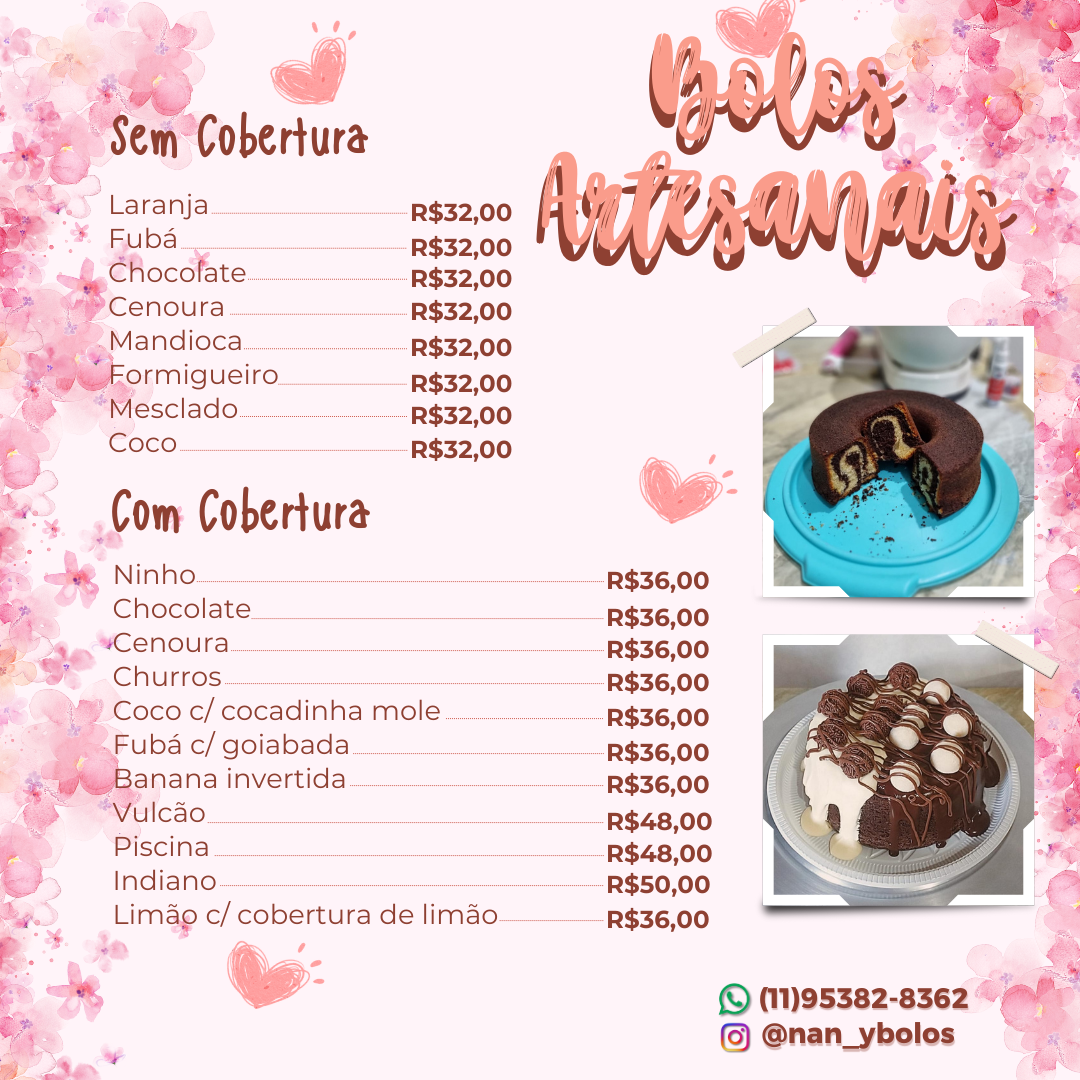 Bolos
Artesanais
Sem Cobertura
Laranja R$32,00
Fubá R$32,00
Chocolate R$32,00
Cenoura R$32,00
Mandioca R$32,00
Formigueiro R$32,00
Mesclado R$32,00
Coco R$32,00
Com Cobertura
Ninho R$36,00
Chocolate R$36,00
Cenoura R$36,00
Churros R$36,00
Coco c/ cocadinha mole R$36,00
Fubá c/ goiabada R$36,00
Banana invertida R$36,00
Vulcão R$48,00
Piscina R$48,00
Indiano R$50,00
Limão c/ cobertura de limão R$36,00
(11)95382-8362
@nan_ybolos